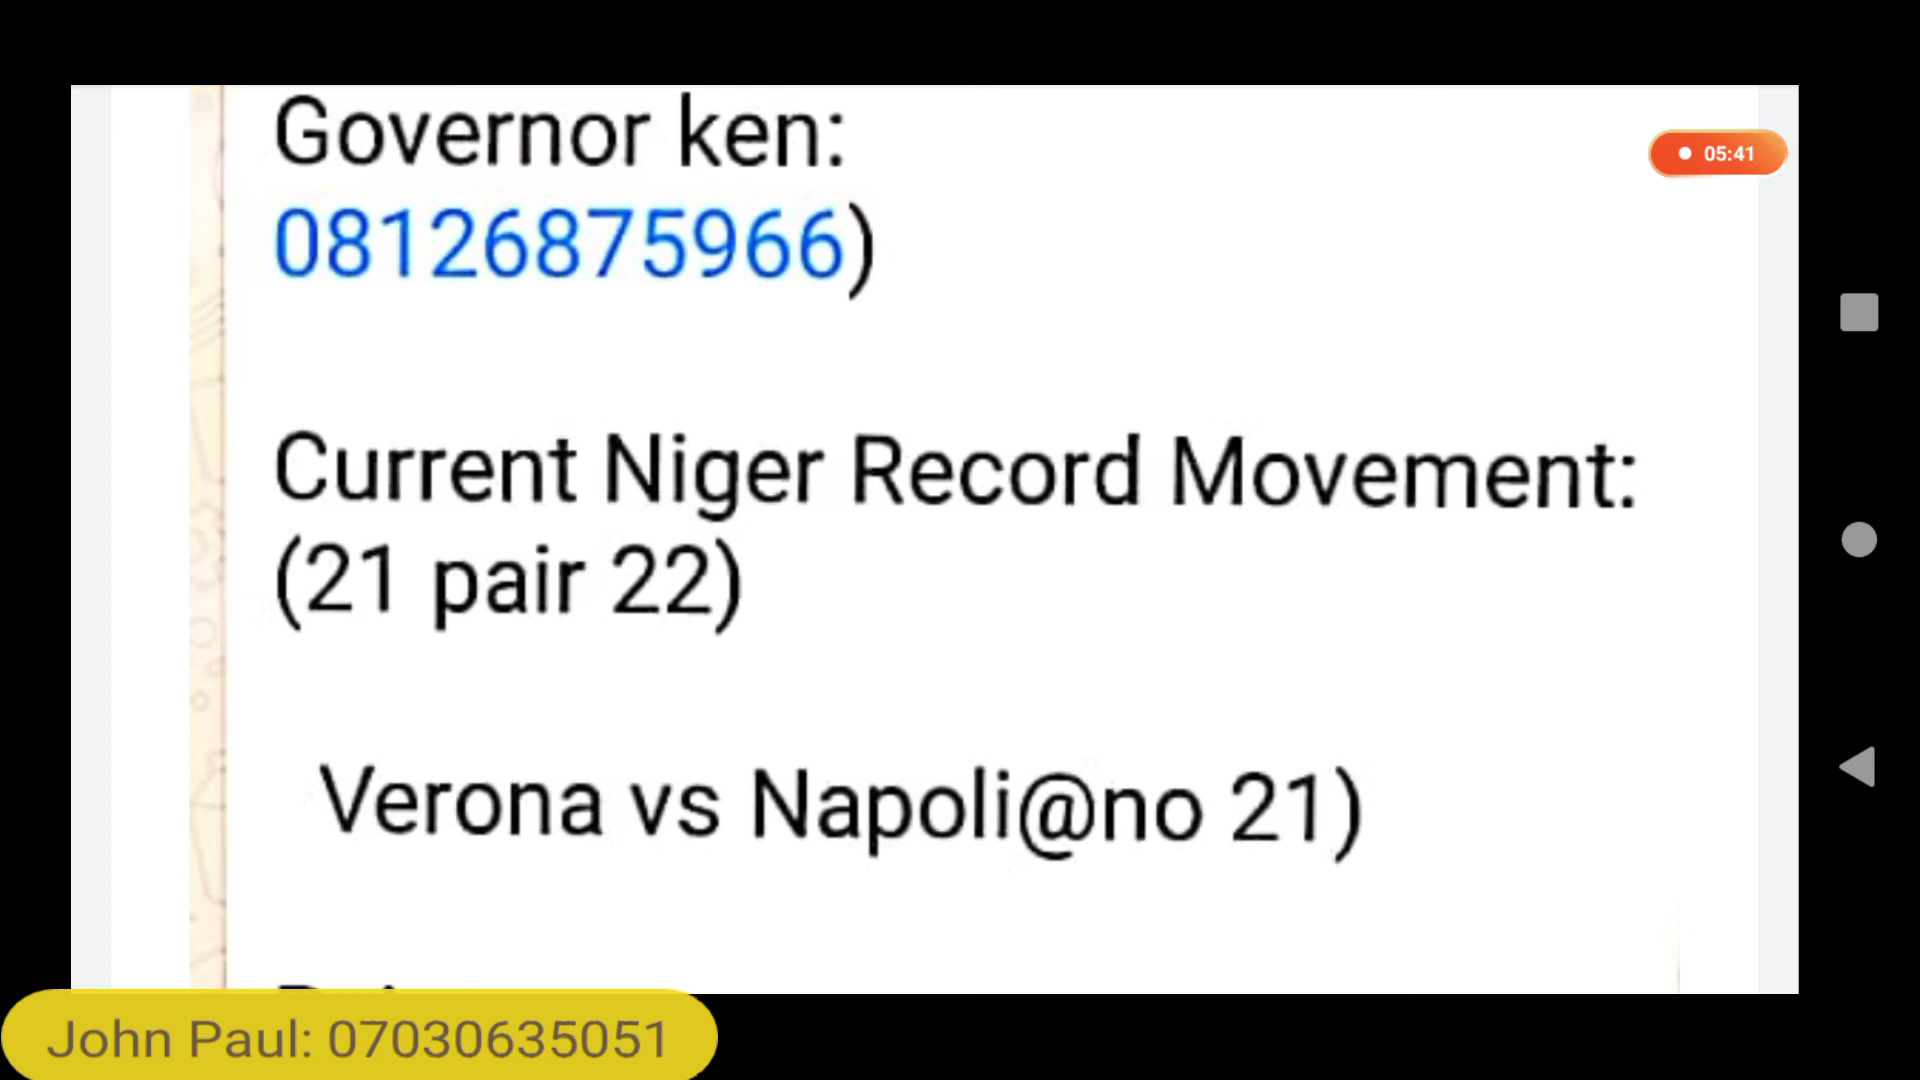 Governor ken:
08126875966)
05:41
Current Niger Record Movement:
(21 pair 22)
Verona vs Napoli@no 21)
John Paul: 07030635051